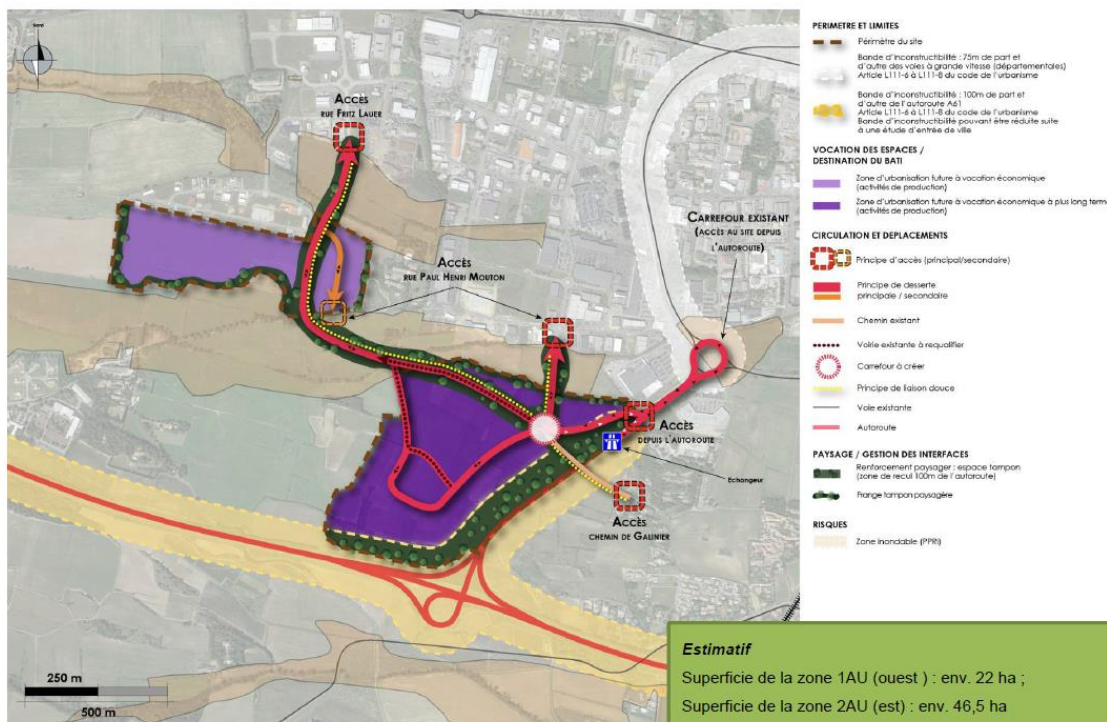 Nord
ACCÈS
RUE FRITZ LAUER
ACCÈS
RUE PAUL HENRI MOUTON
CARREFOUR EXISTANT
(ACCÈS AU SITE DEPUIS
L'AUTOROUTE)
ACCÈS
DEPUIS L'AUTOROUTE
Echangeur
ACCÈS
CHEMIN DE GALINIER
250 m
500 m
PERIMETRE ET LIMITES
Périmètre du site
Bande d'inconstructibilité : 75m de part et
d'autre des voies à grande vitesse (départementales)
Article L111-6 à L111-8 du code de l'urbanisme
Bande d'inconstructibilité : 100m de part et
d'autre de l'autoroute A61
Article L111-6 à L111-8 du code de l'urbanisme
Bande d'inconstructibilité pouvant être réduite suite
à une étude d'entrée de ville
VOCATION DES ESPACES /
DESTINATION DU BATI
Zone d'urbanisation future à vocation économique
(activités de production)
Zone d'urbanisation future à vocation économique à plus long terme
(activités de production)
CIRCULATION ET DEPLACEMENTS
Principe d'accès (principal/secondaire)
Principe de desserte
principale / secondaire
Chemin existant
Voirie existante à requalifier
Carrefour à créer
Principe de liaison douce
Voie existante
Autoroute
PAYSAGE / GESTION DES INTERFACES
Renforcement paysager : espace tampon
(zone de recul 100m de l'autoroute)
Frange tampon paysagère
RISQUES
Zone inondable (PPRI)
Estimatif
Superficie de la zone 1AU (ouest ) : env. 22 ha ;
Superficie de la zone 2AU (est) : env. 46,5 ha